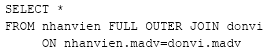 SELECT *
FROM nhanvien FULL OUTER JOIN donvi
ON nhanvien.madv=donvi.madv